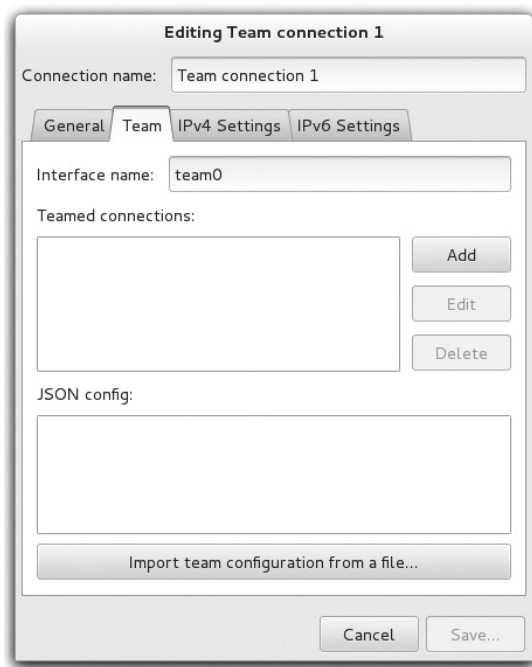 Editing Team connection 1
Connection name: Team connection 1
General Team IPv4 Settings IPv6 Settings
Interface name: team0
Teamed connections:
Add
Edit
Delete
JSON config:
Import team configuration from a file...
Cancel Save...